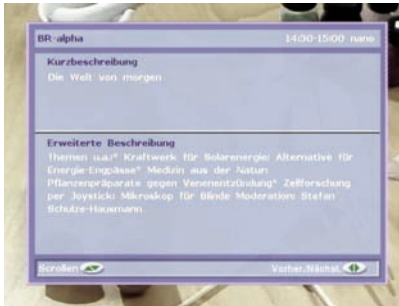 BR-alpha 14:00-15:00 nano
Kurzbeschreibung
Die Welt von morgen
Erweiterte Beschreibung
Themen u.a.:* Kraftwerk für Solarenergie: Alternative für
Energie-Engpässe* Medizin aus der Natur:
Pflanzenpräparate gegen Venenentzündung* Zellforschung
per Joystick: Mikroskop für Blinde Moderation: Stefan
Schulze-Hausmann.
Scrollen Vorher./Nächst.